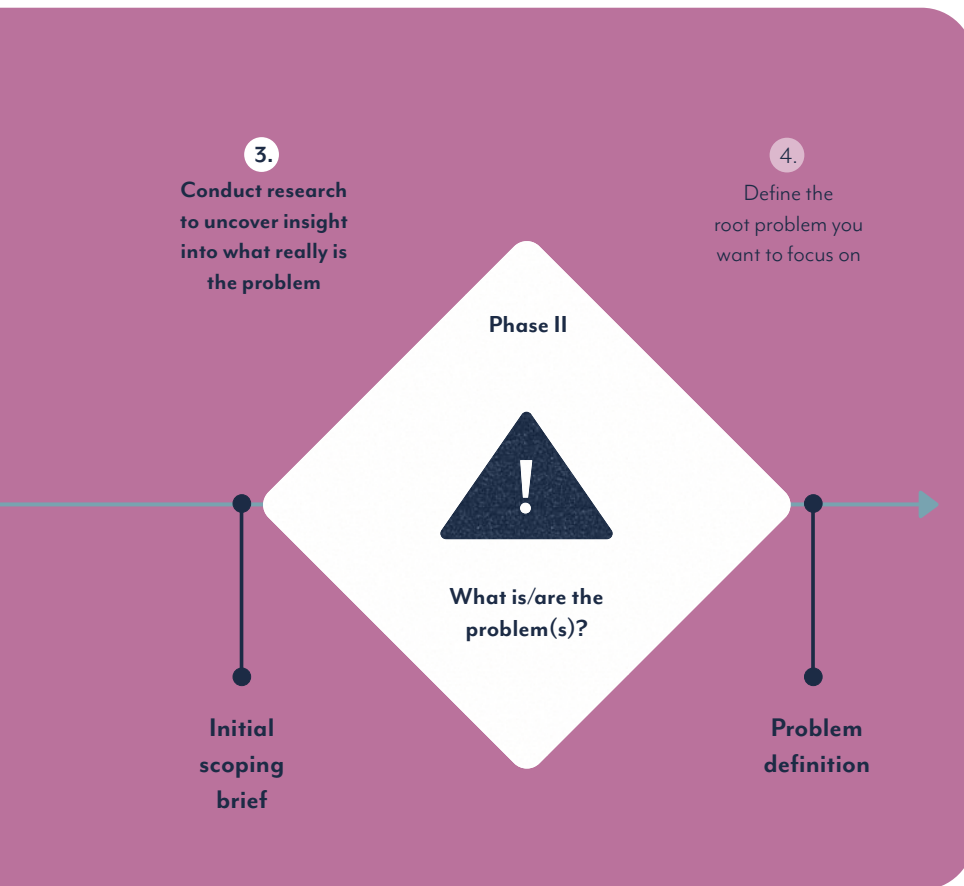 3.
Conduct research
to uncover insight
into what really is
the problem
4.
Define the
root problem you
want to focus on
Phase II
!
What is/are the
problem(s)?
Initial
scoping
brief
Problem
definition